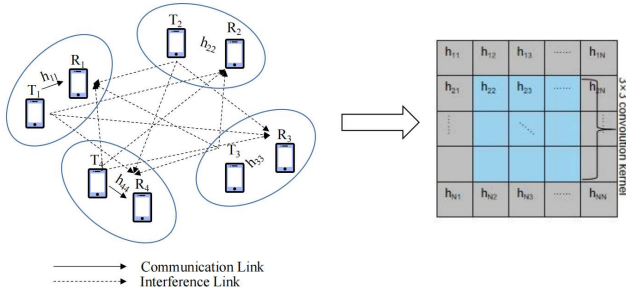 T2
R2
h22
R1
h11
T1
R3
T3
h33
T4
R4
h44
Communication Link
Interference Link
h11 h12 h13 ······ h1N
h21 h22 h23 ······ h2N
hN1 hN2 hN3 ······ hNN
3×3 convolution kernel